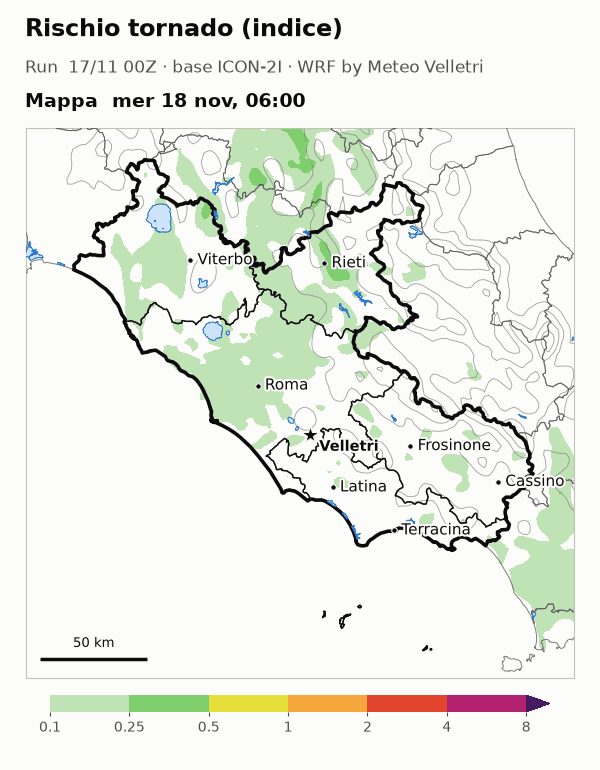 Rischio tornado (indice)
Run  17/11 00Z · base ICON-2I · WRF by Meteo Velletri
Mappa  mer 18 nov, 06:00
Viterbo
Rieti
Roma
Velletri
Frosinone
Latina
Cassino
Terracina
50 km
0.1 0.25 0.5 1 2 4 8